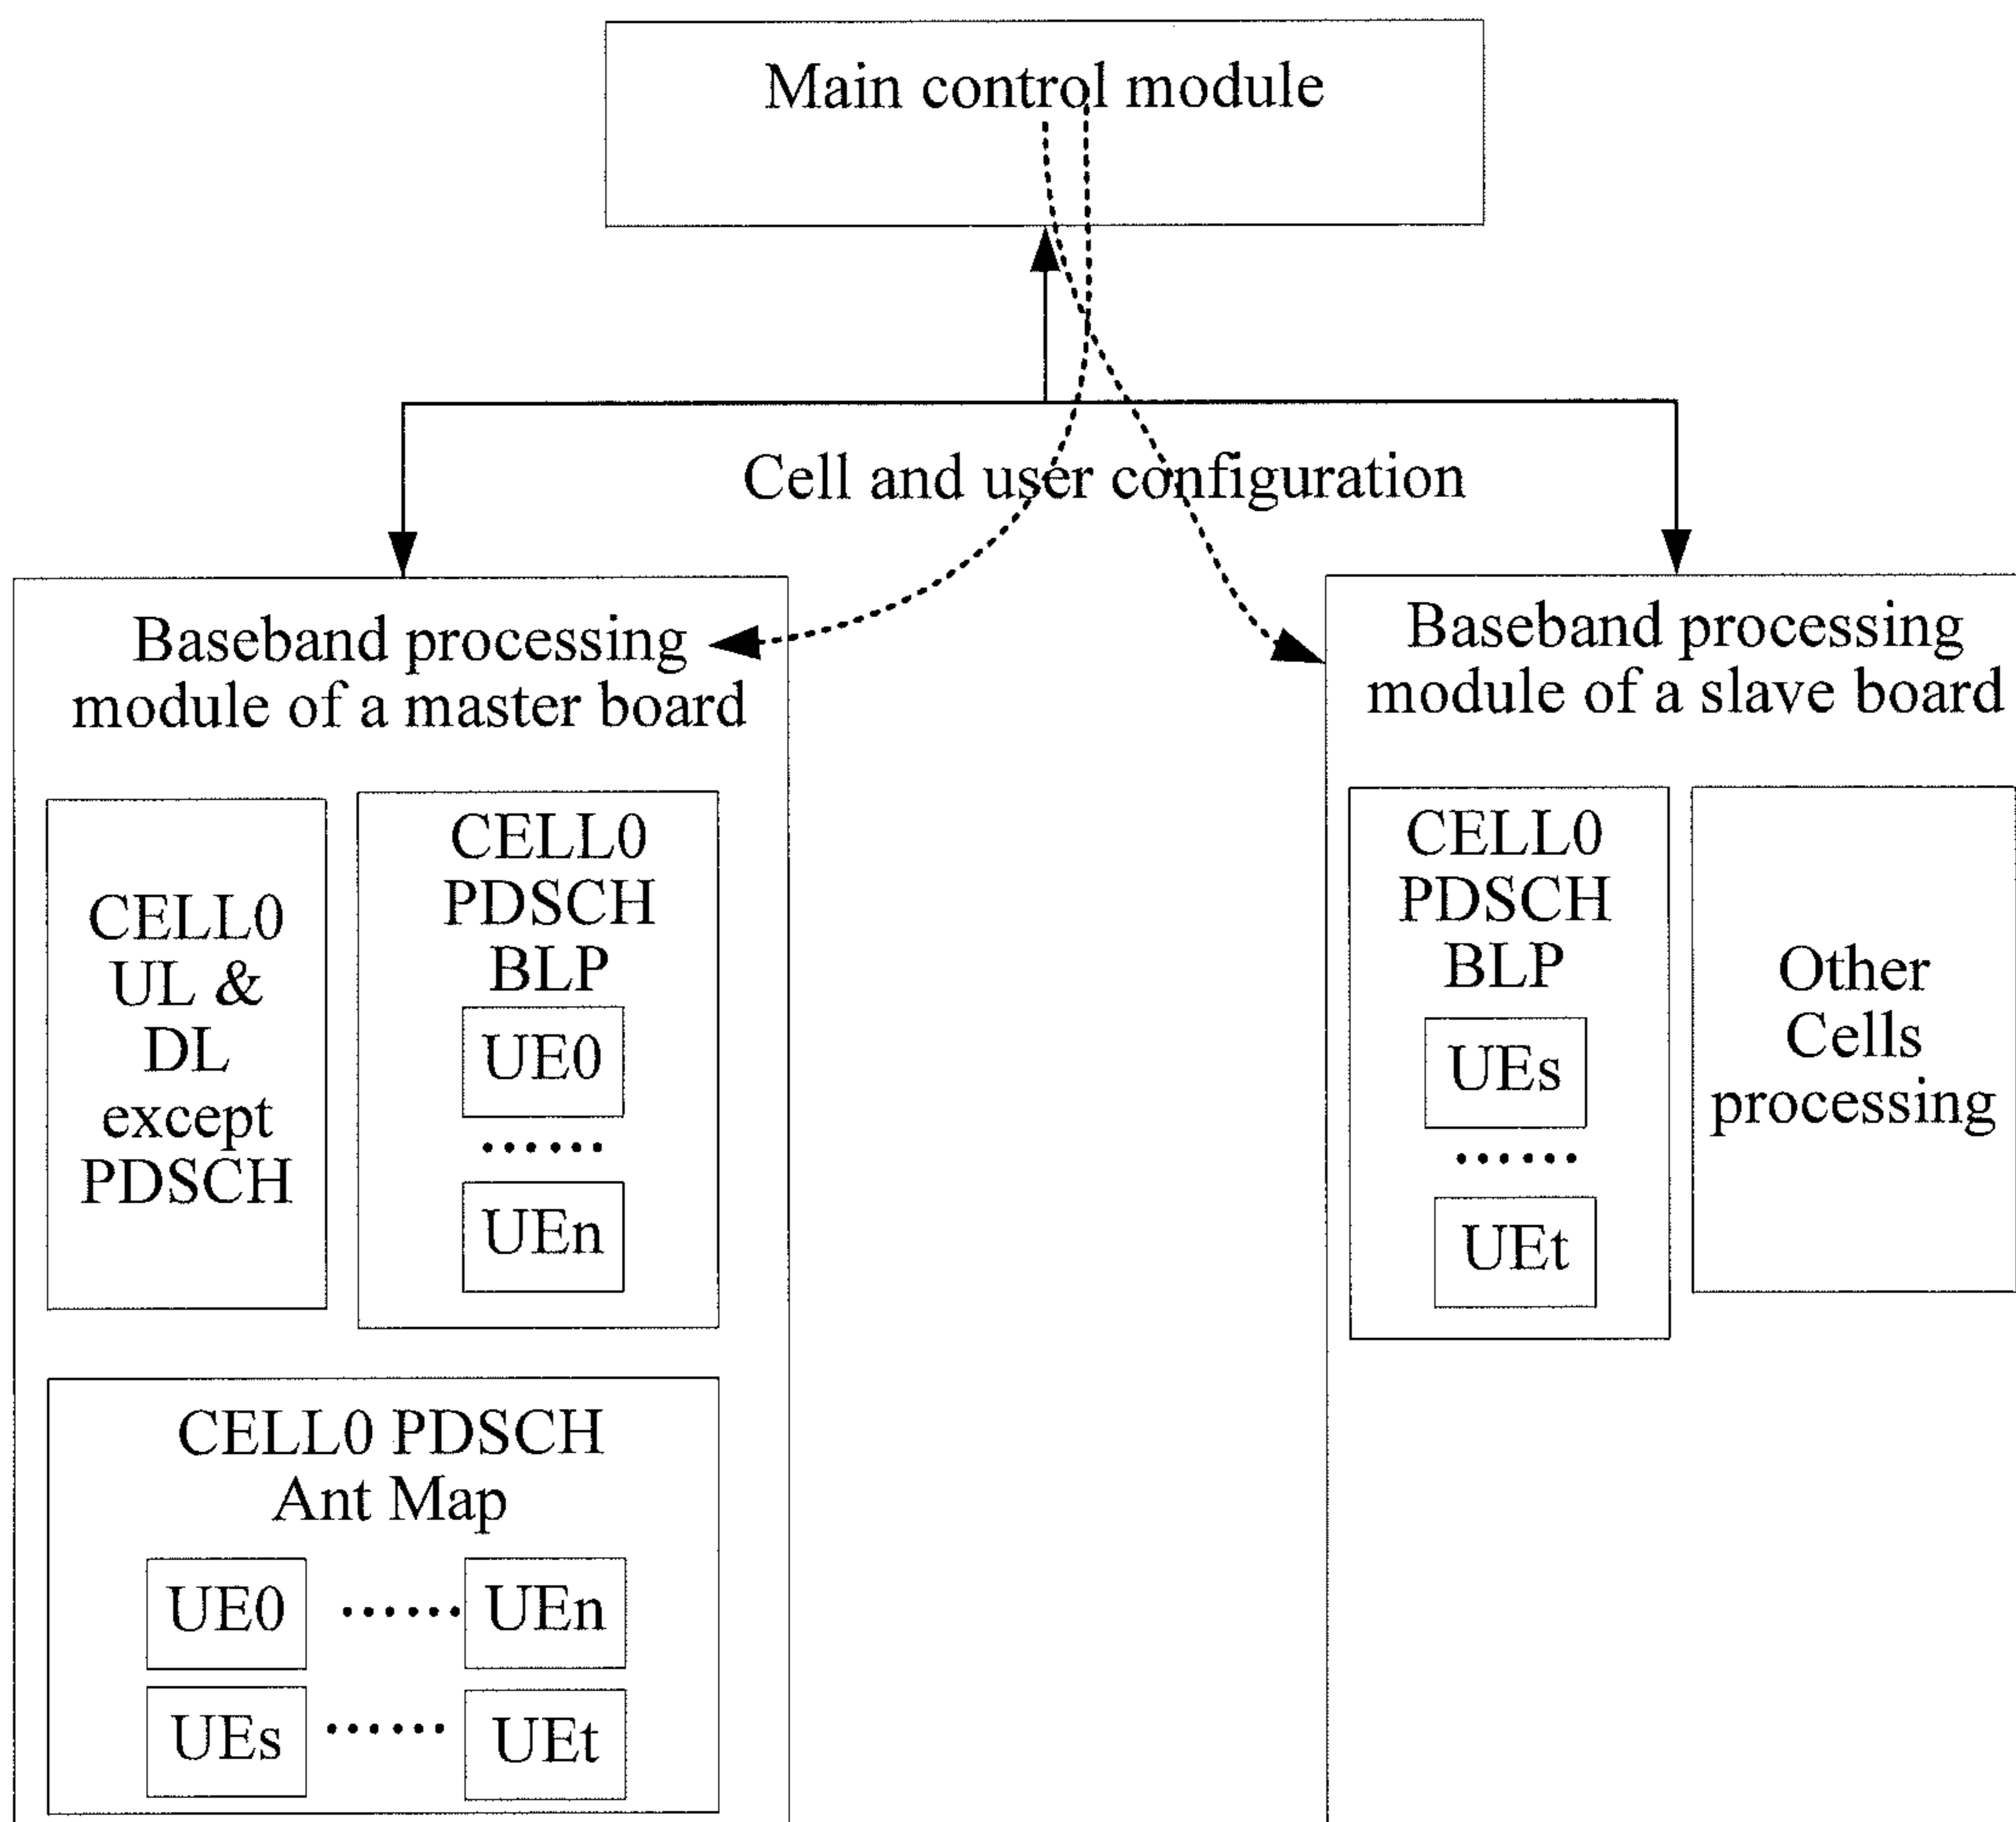 Main control module
Cell and user configuration
Baseband processing
module of a master board
CELL0
UL &
DL
except
PDSCH
CELL0
PDSCH
BLP
UE0
······
UEn
CELL0 PDSCH
Ant Map
UE0 ······ UEn
UEs ······ UEt
Baseband processing
module of a slave board
CELL0
PDSCH
BLP
UEs
······
UEt
Other
Cells
processing